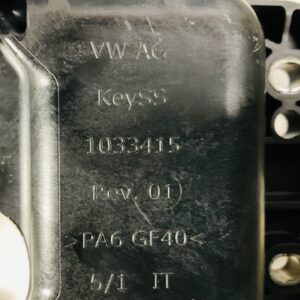 VW AG
KeySS
1033415
Rev. 01)
>PA6 GF40<
5/1 IT